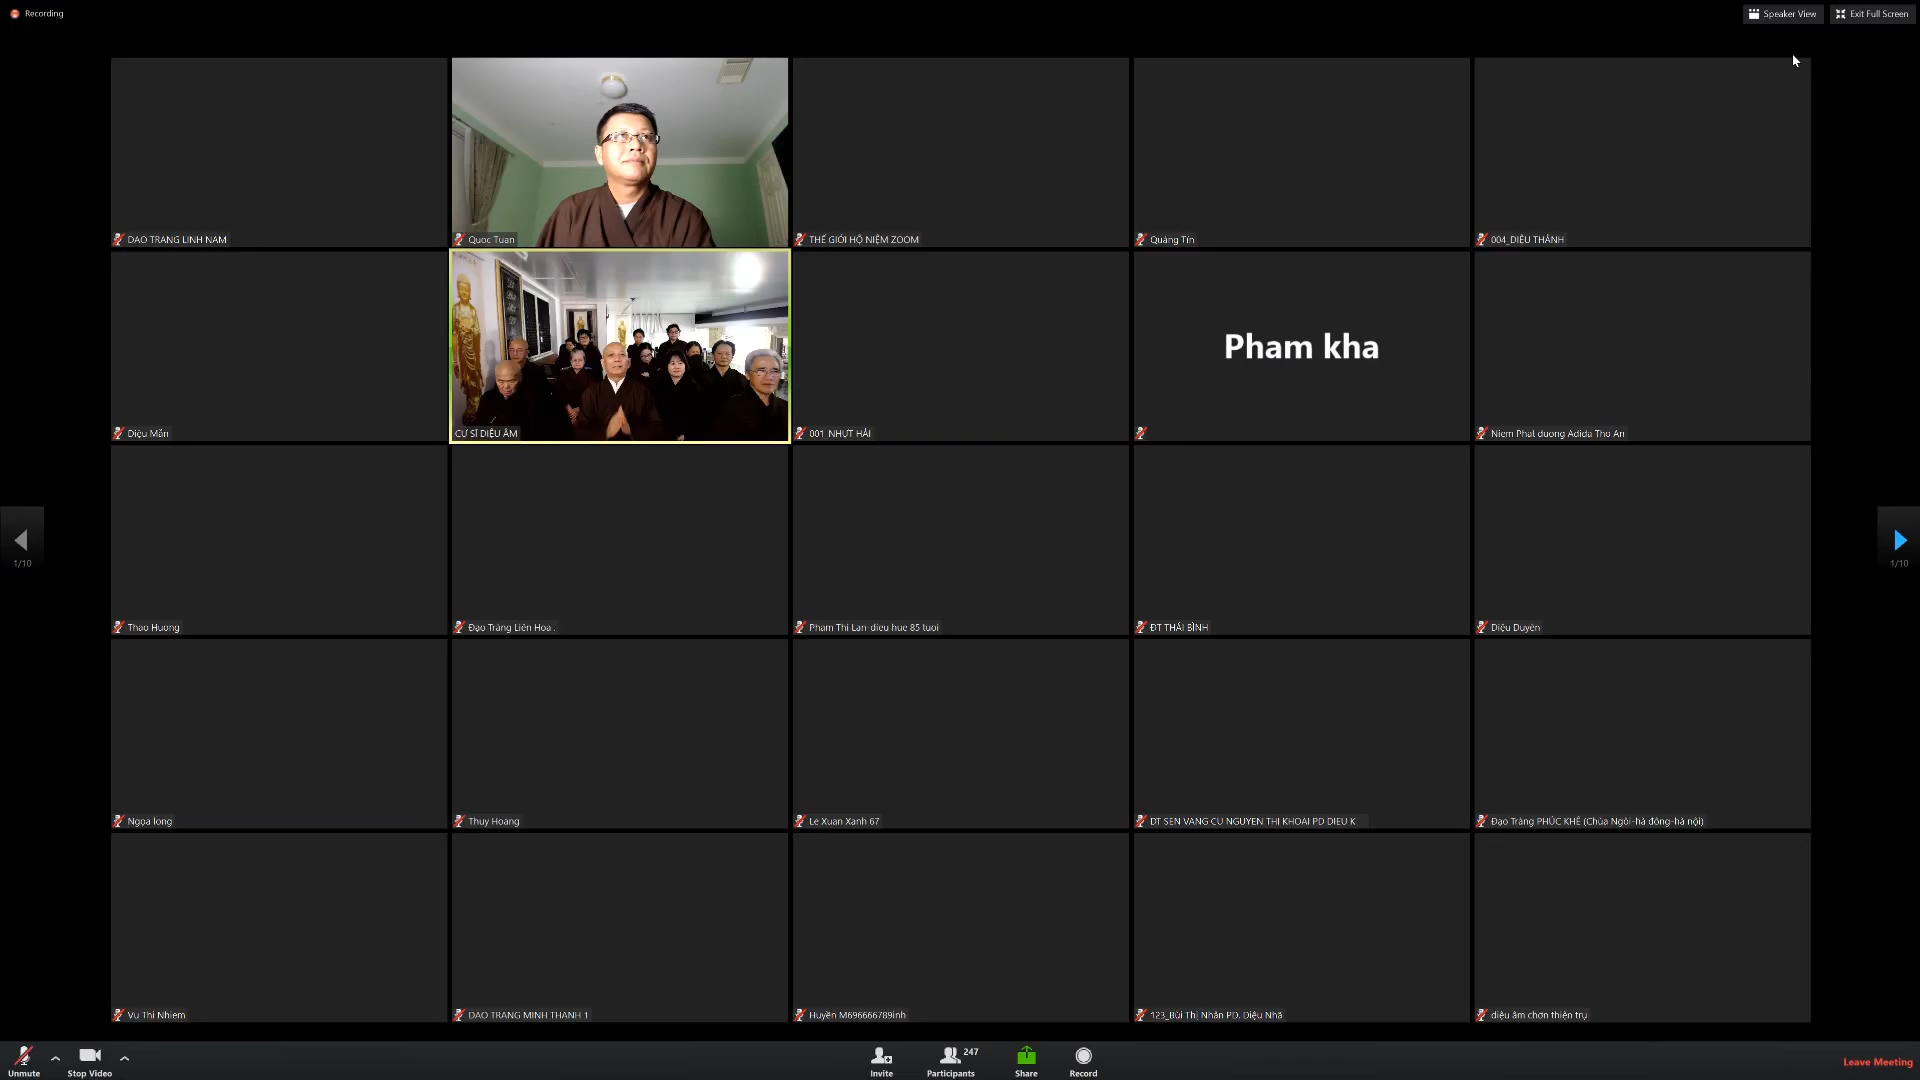 Recording
Speaker View
Exit Full Screen
DAO TRANG LINH NAM
Quoc Tuan
THẾ GIỚI HỘ NIỆM ZOOM
Quảng Tín
004_DIỆU THÀNH
Diệu Mẫn
CƯ SĨ DIỆU ÂM
001 NHỰT HẢI
Pham kha
Niem Phat duong Adida Tho An
1/10
1/10
Thao Huong
Đạo Tràng Liên Hoa .
Pham Thi Lan-dieu hue 85 tuoi
ĐT THÁI BÌNH
Diệu Duyên
Ngọa long
Thuy Hoang
Le Xuan Xanh 67
DT SEN VANG CU NGUYEN THI KHOAI PD DIEU K
Đạo Tràng PHÚC KHÊ (Chùa Ngòi-hà đông-hà nội)
Vu Thi Nhiem
DAO TRANG MINH THANH 1
Huyền M696666789inh
123_Bùi Thị Nhân PD. Diệu Nhã
diệu âm chơn thiện trụ
Unmute
Stop Video
Invite
247
Participants
Share
Record
Leave Meeting